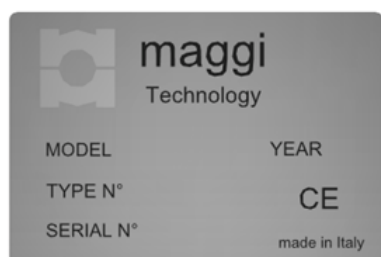 maggi
Technology
MODEL YEAR
TYPE N°
CE
SERIAL N°
made in Italy